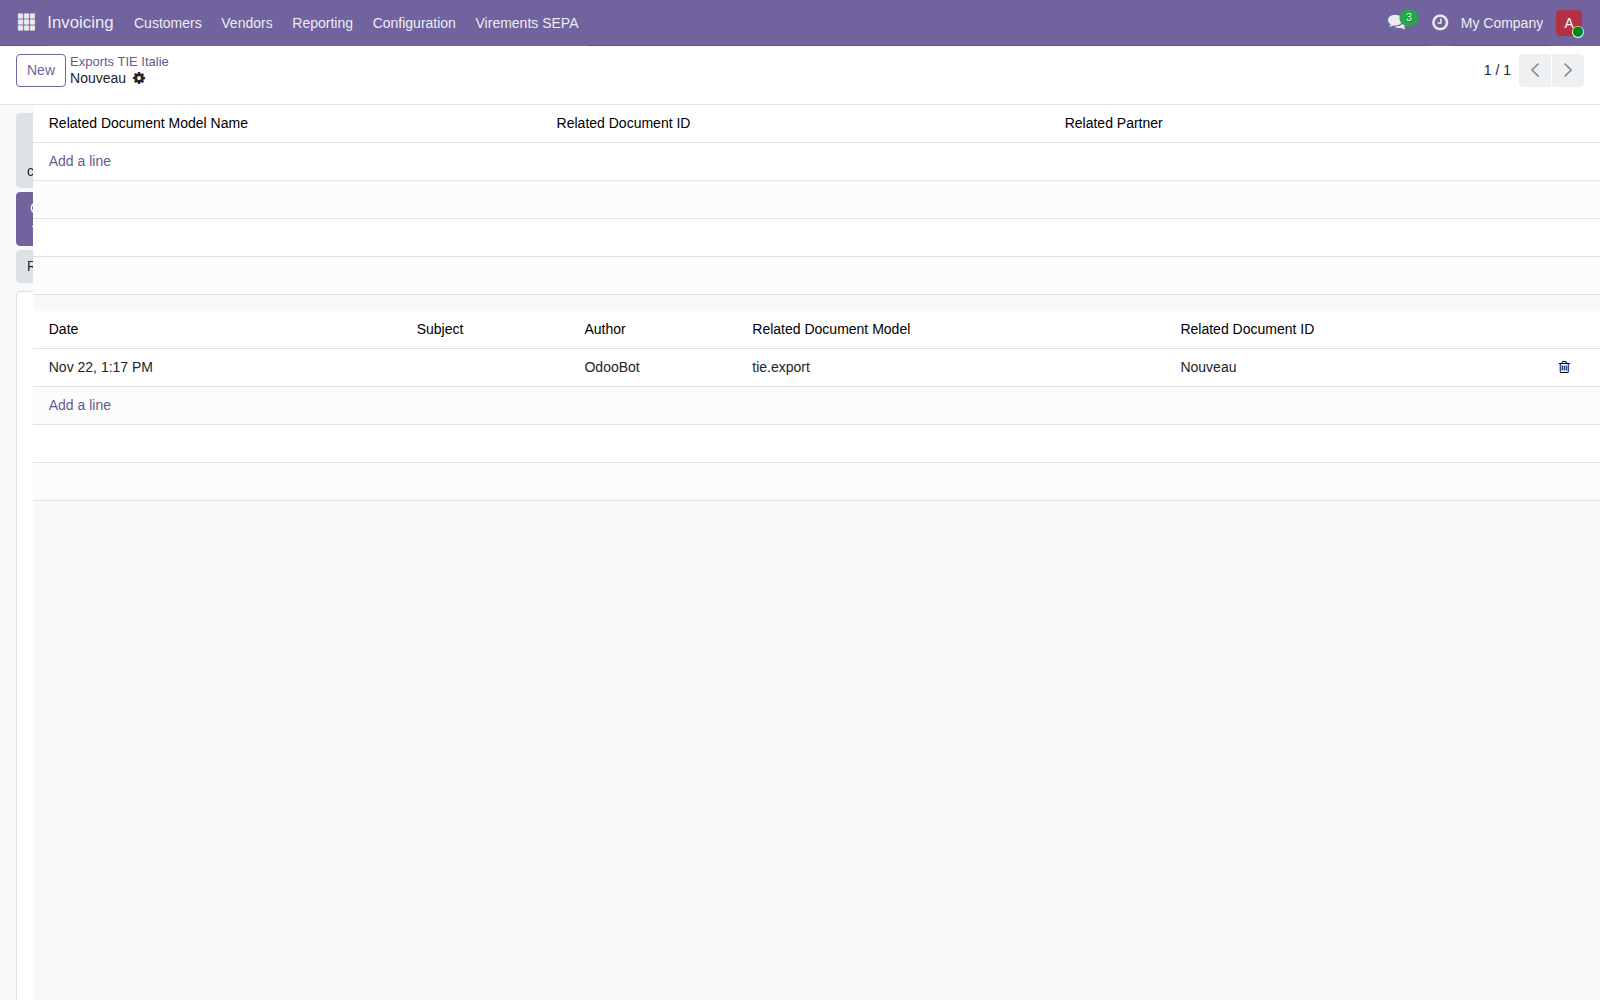 Invoicing Customers Vendors Reporting Configuration Virements SEPA 3 My Company A
New Exports TIE Italie
Nouveau 1 / 1
Related Document Model Name Related Document ID Related Partner
Add a line
Date Subject Author Related Document Model Related Document ID
Nov 22, 1:17 PM OdooBot tie.export Nouveau
Add a line